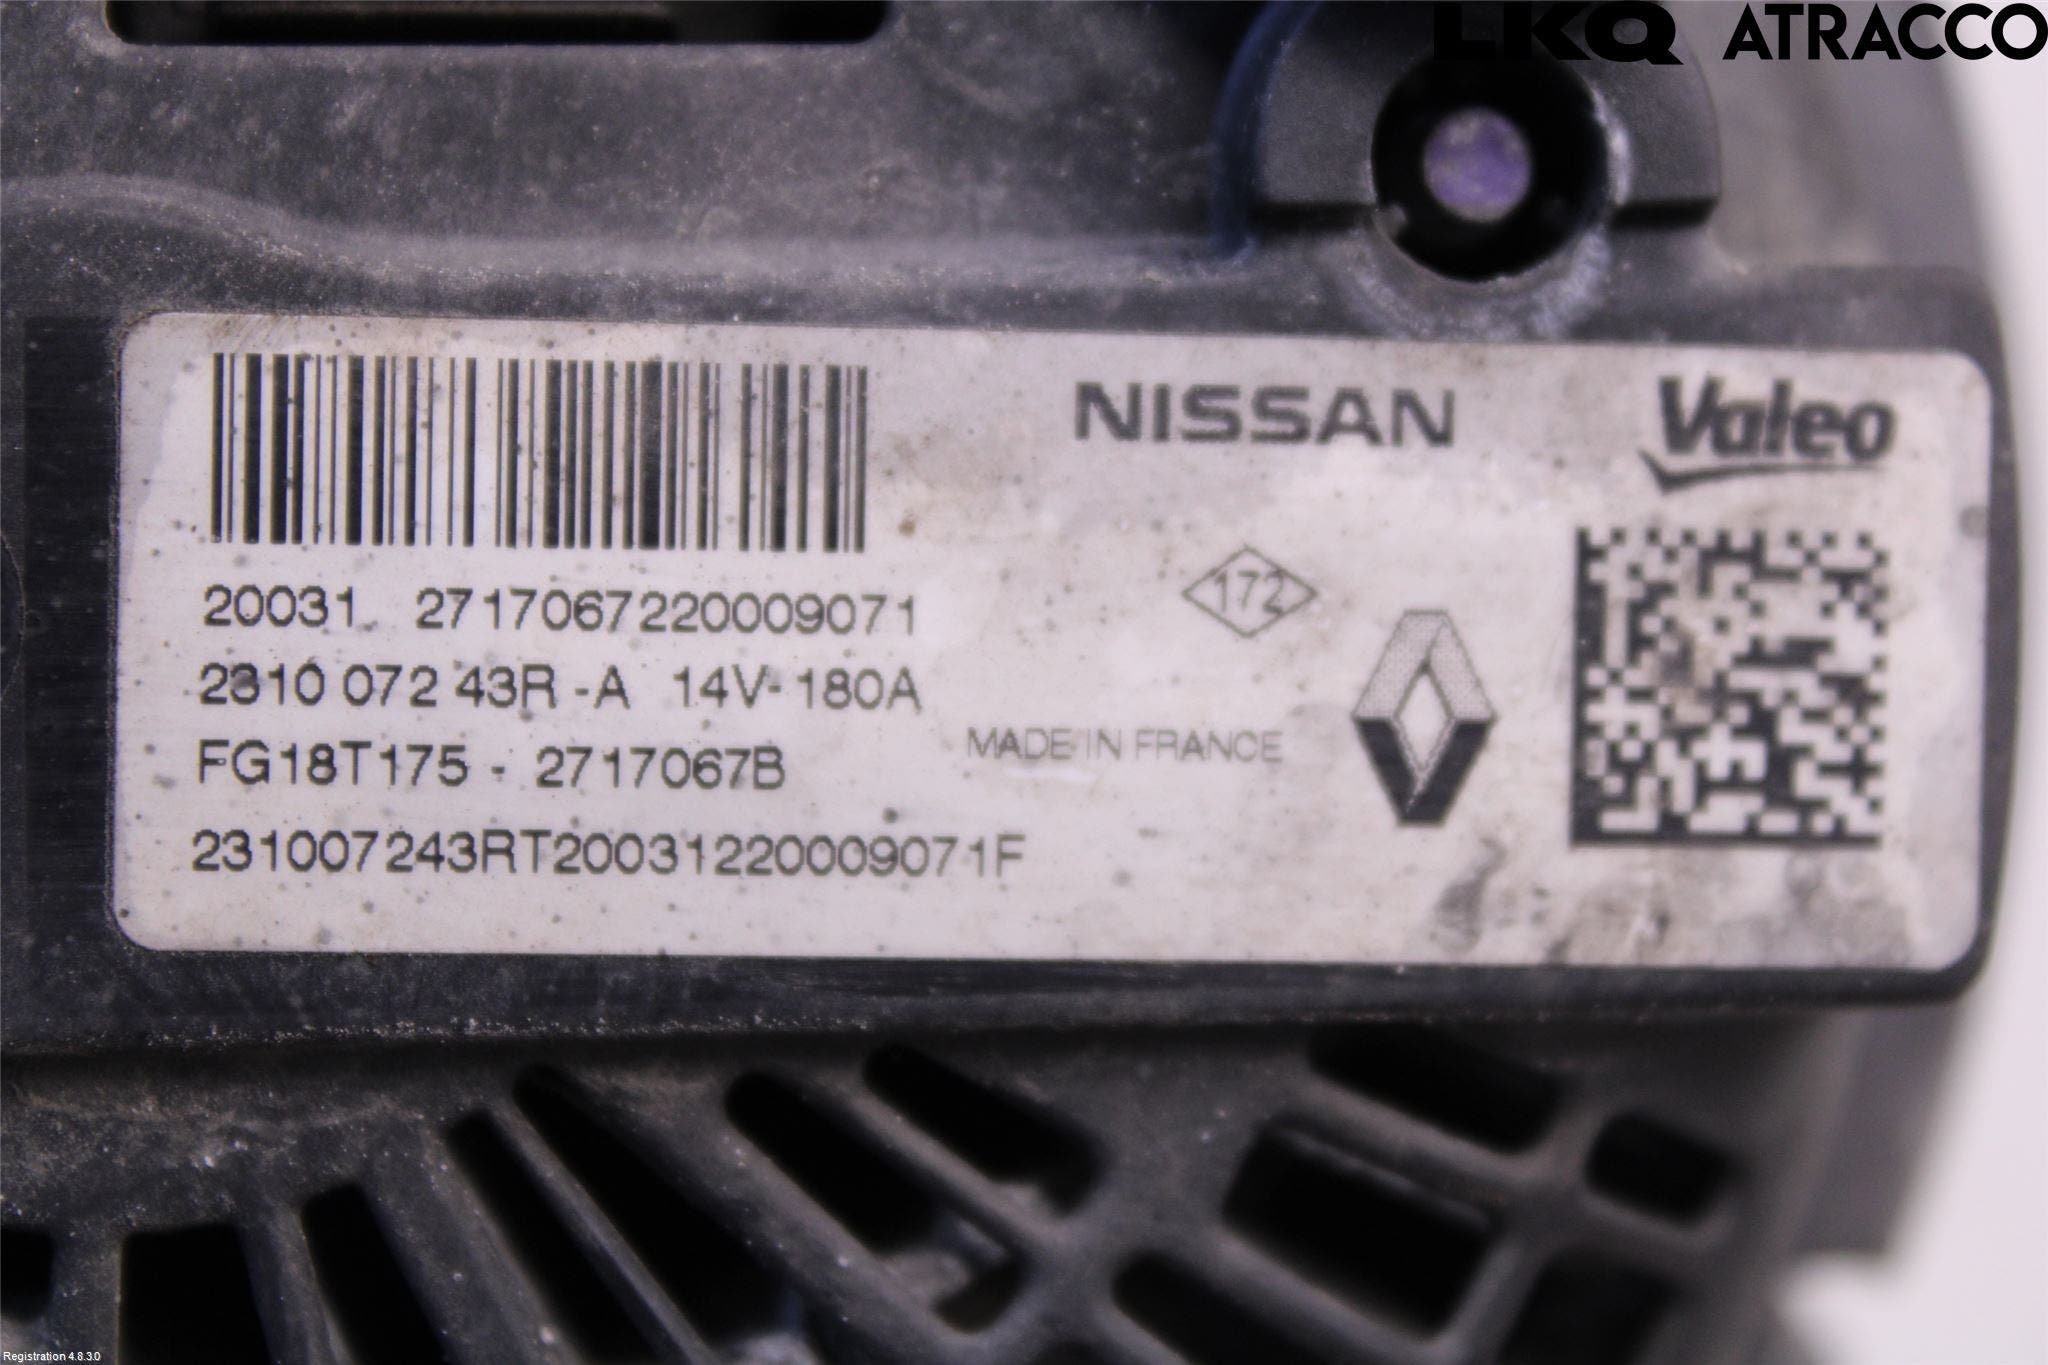 LKQ ATRACCO
NISSAN
Valeo
20031 2717067220009071
172
2310 072 43R -A 14V-180A
MADE IN FRANCE
FG18T175 - 2717067B
231007243RT20031220009071F
Registration 4.8.3.0